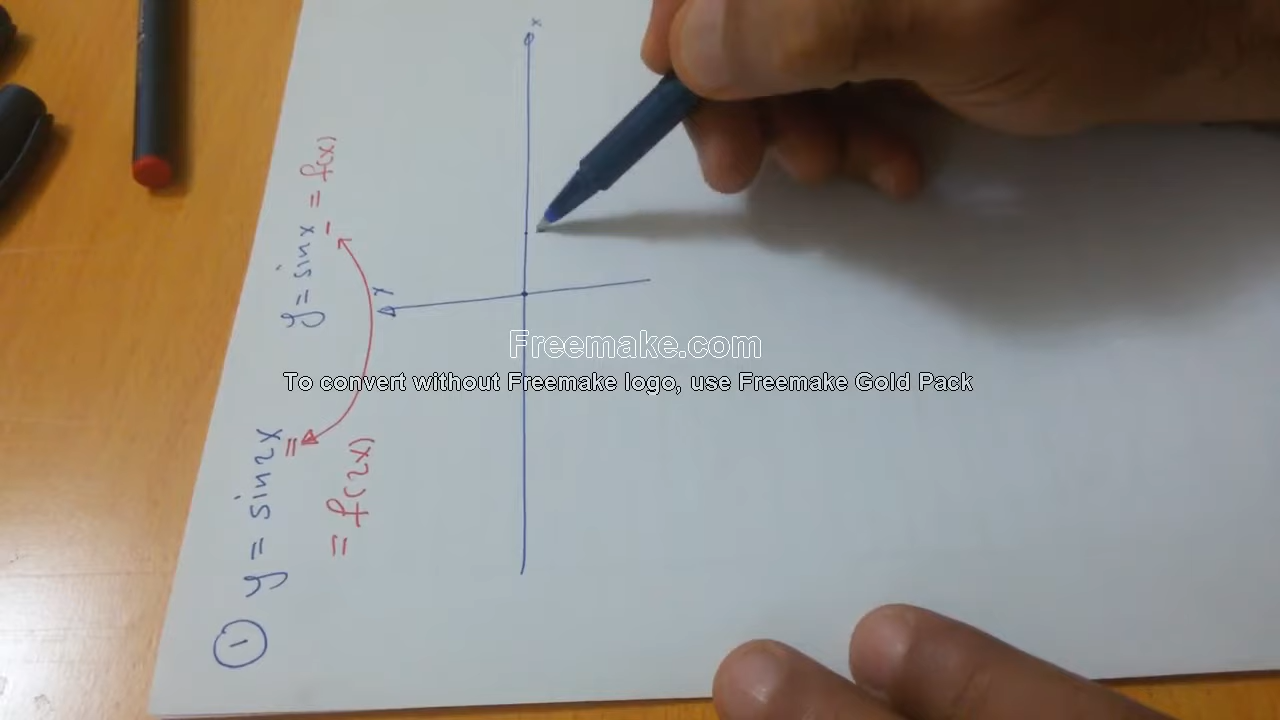 ① y = sin2x
= f(2x)
y = sinx = f(x)
y
x
Freemake.com
To convert without Freemake logo, use Freemake Gold Pack